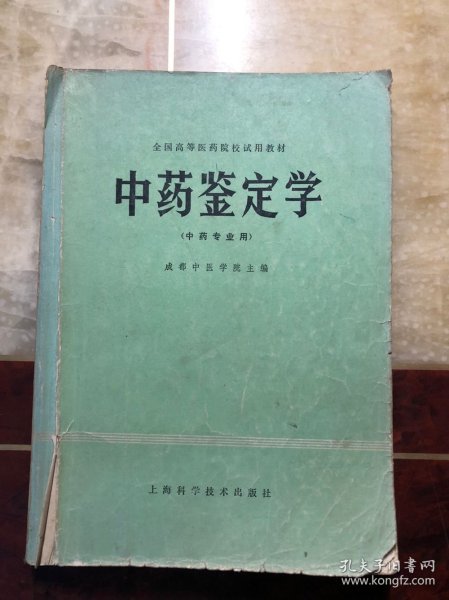 全国高等医药院校试用教材
中药鉴定学
(中药专业用)
成都中医学院主编
上海科学技术出版社
孔夫子旧书网
www.kongfz.com